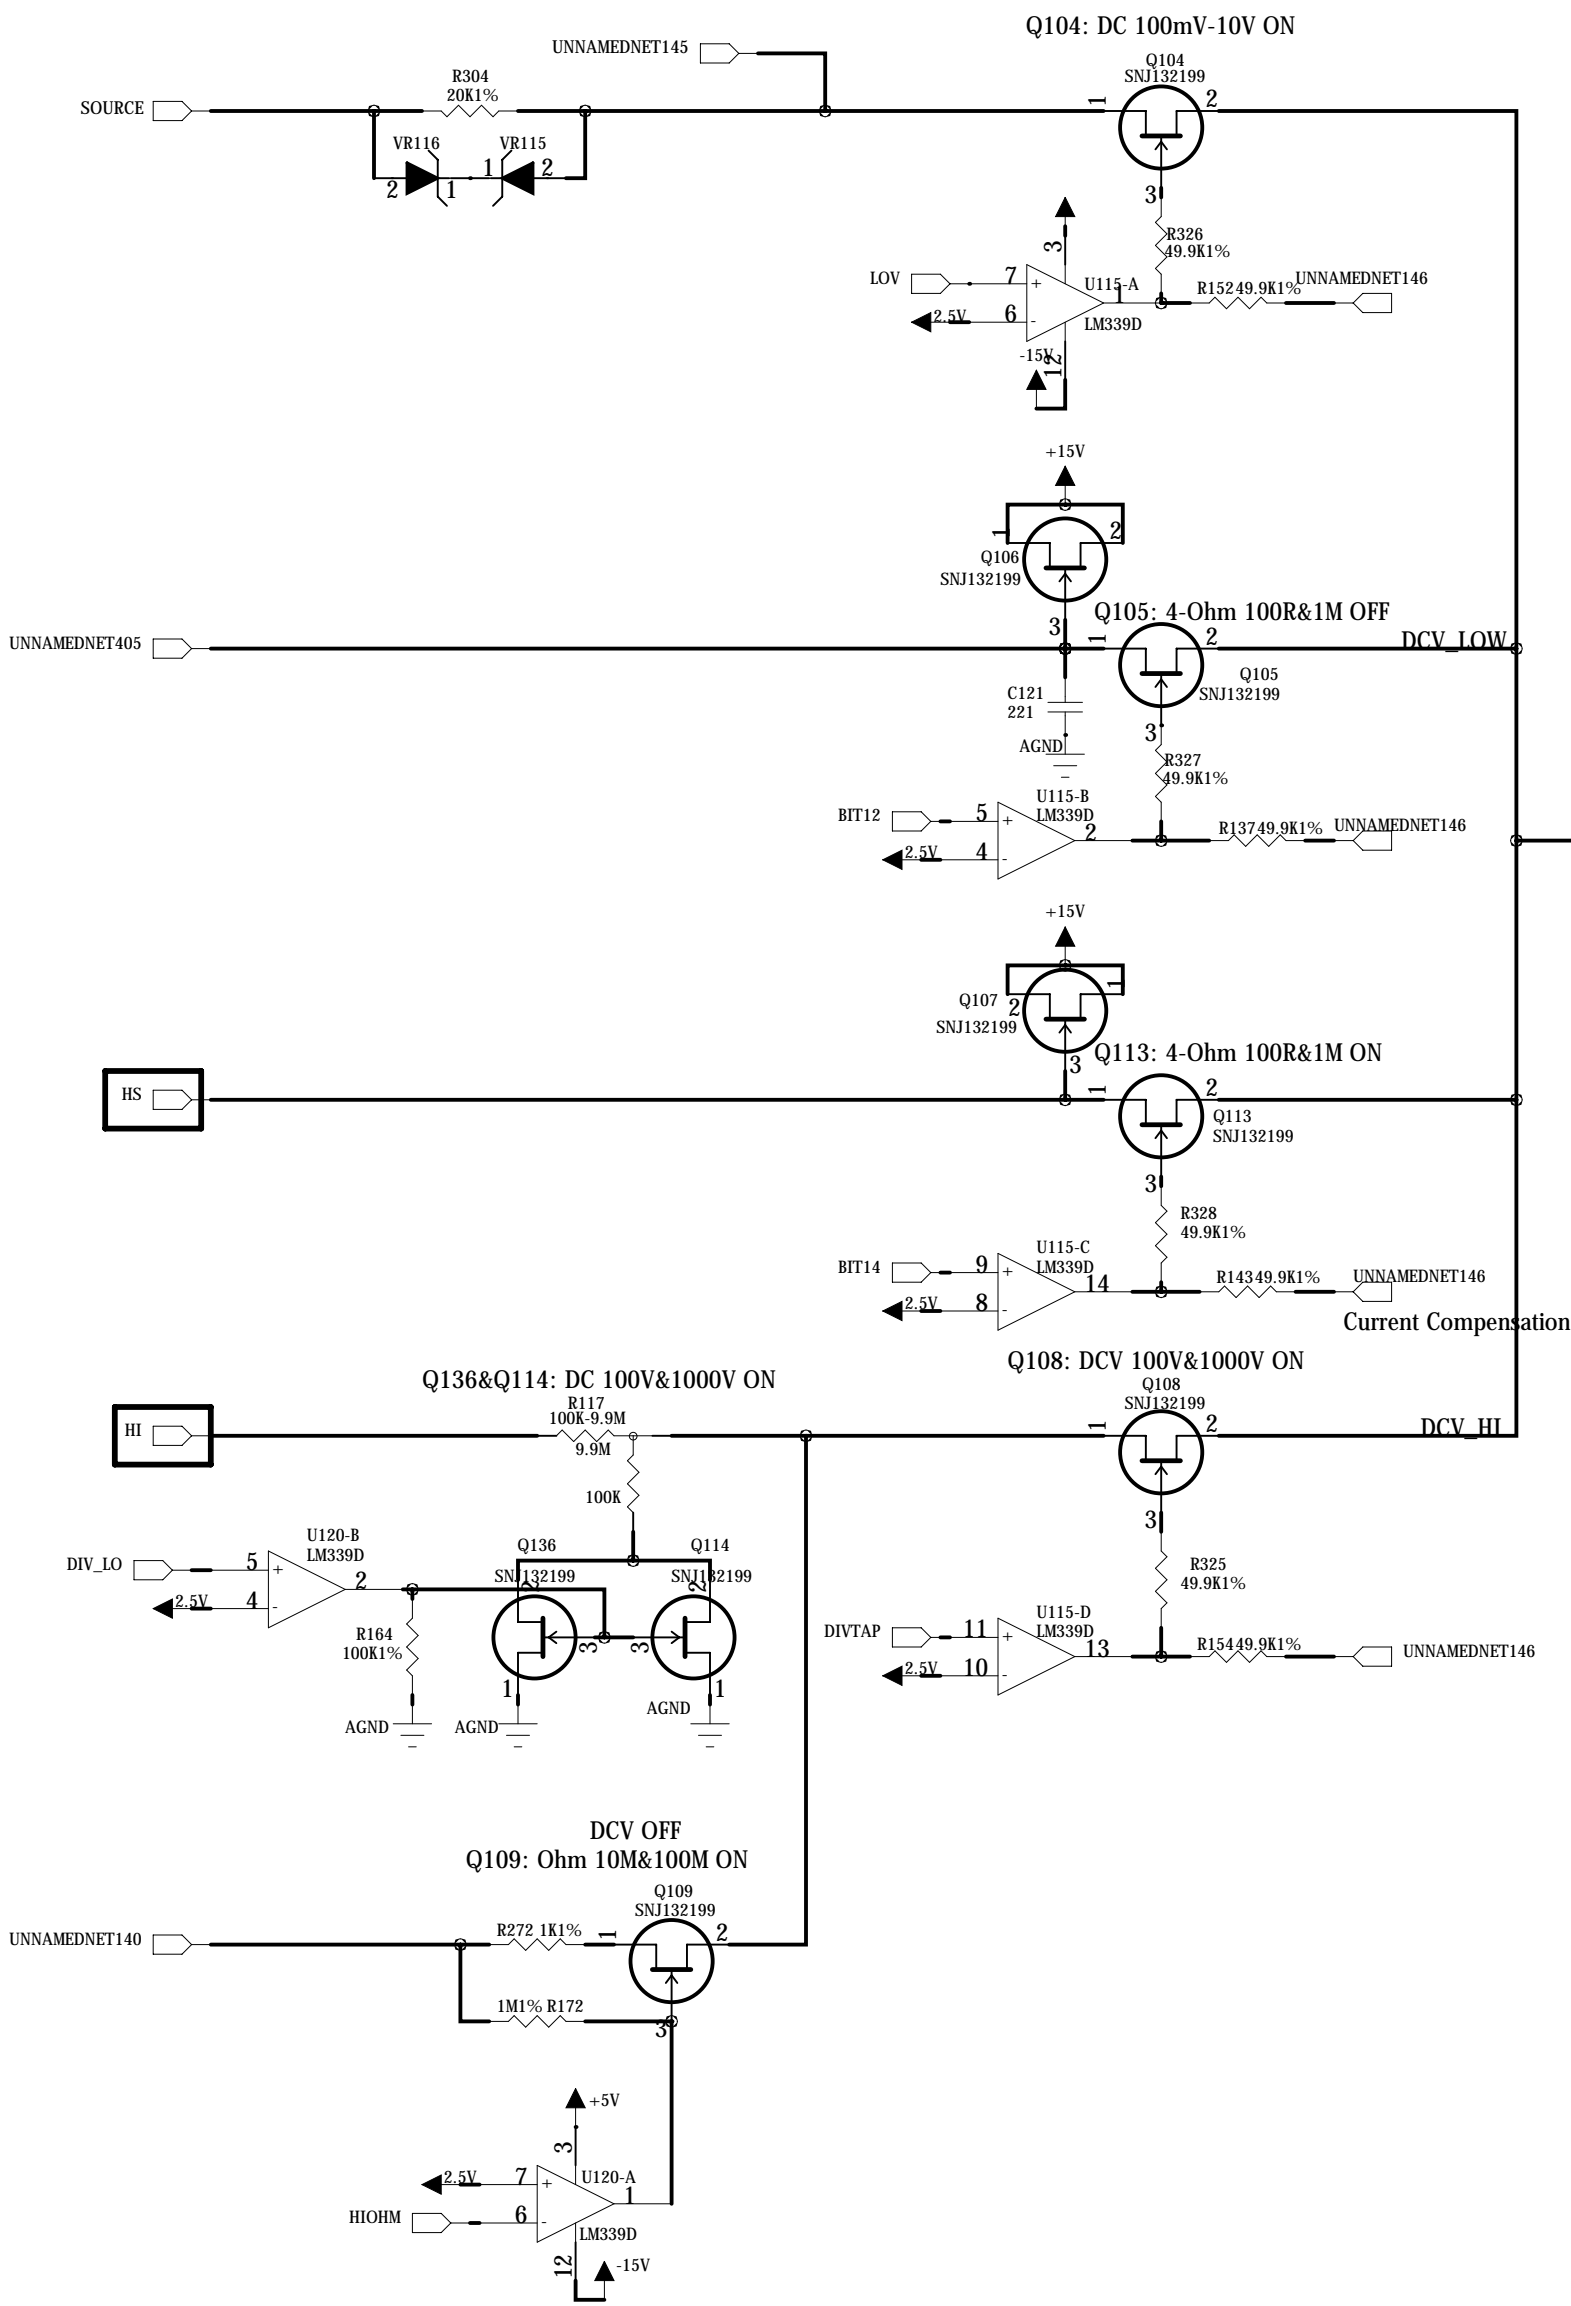 Q104: DC 100mV-10V ON
UNNAMEDNET145
Q104
SNJ132199
SOURCE
R304
20K1%
1
2
VR116
VR115
2
1
1
2
3
R326
49.9K1%
3
LOV
7
+
U115-A
1
R152 49.9K1%
UNNAMEDNET146
2.5V
6
-
LM339D
-15V
12
+15V
1
2
Q106
SNJ132199
3
Q105: 4-Ohm 100R&1M OFF
UNNAMEDNET405
1
2
DCV_LOW
Q105
SNJ132199
C121
221
AGND
3
R327
49.9K1%
U115-B
LM339D
BIT12
5
+
2
R137 49.9K1%
UNNAMEDNET146
2.5V
4
-
+15V
Q107
2
1
SNJ132199
3
Q113: 4-Ohm 100R&1M ON
HS
1
2
Q113
SNJ132199
3
R328
49.9K1%
U115-C
LM339D
BIT14
9
+
14
R143 49.9K1%
UNNAMEDNET146
2.5V
8
-
Current Compensation
Q108: DCV 100V&1000V ON
Q136&Q114: DC 100V&1000V ON
Q108
SNJ132199
R117
100K-9.9M
HI
9.9M
1
2
DCV_HI
100K
3
U120-B
LM339D
Q136
Q114
SNJ132199
SNJ132199
DIV_LO
5
+
2
2
2
2.5V
4
-
R325
49.9K1%
R164
100K1%
3
3
U115-D
LM339D
DIVTAP
11
+
13
R154 49.9K1%
UNNAMEDNET146
2.5V
10
-
1
1
AGND
AGND
AGND
DCV OFF
Q109: Ohm 10M&100M ON
Q109
SNJ132199
UNNAMEDNET140
R272 1K1%
1
2
1M1% R172
3
+5V
3
2.5V
7
+
U120-A
1
HIOHM
6
-
LM339D
12
-15V